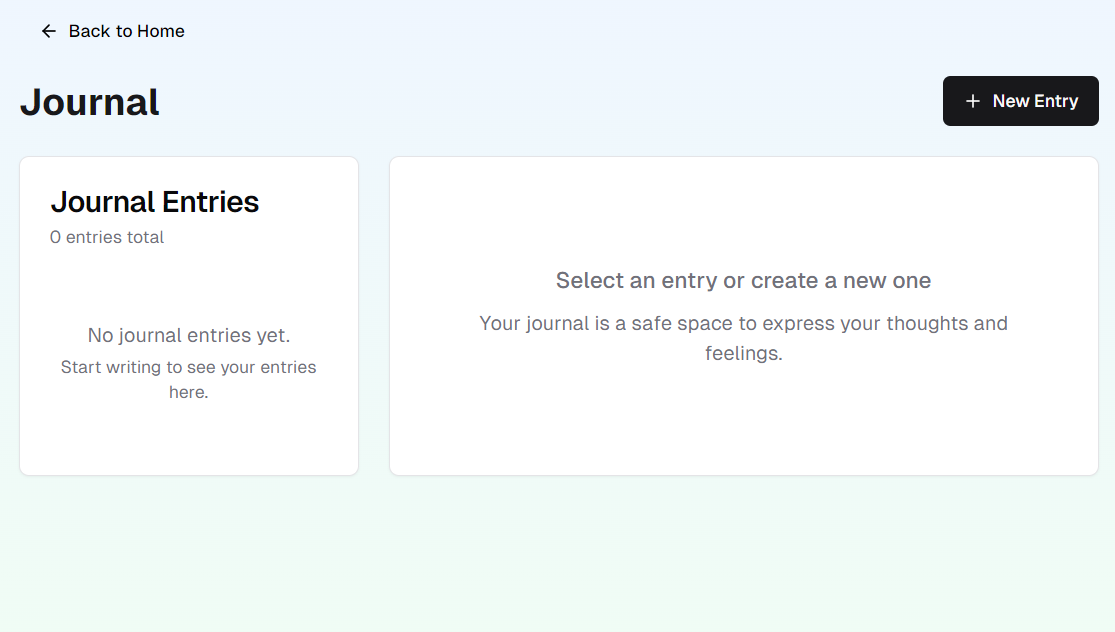 Back to Home
Journal
New Entry
Journal Entries
0 entries total
No journal entries yet.
Start writing to see your entries
here.
Select an entry or create a new one
Your journal is a safe space to express your thoughts and
feelings.